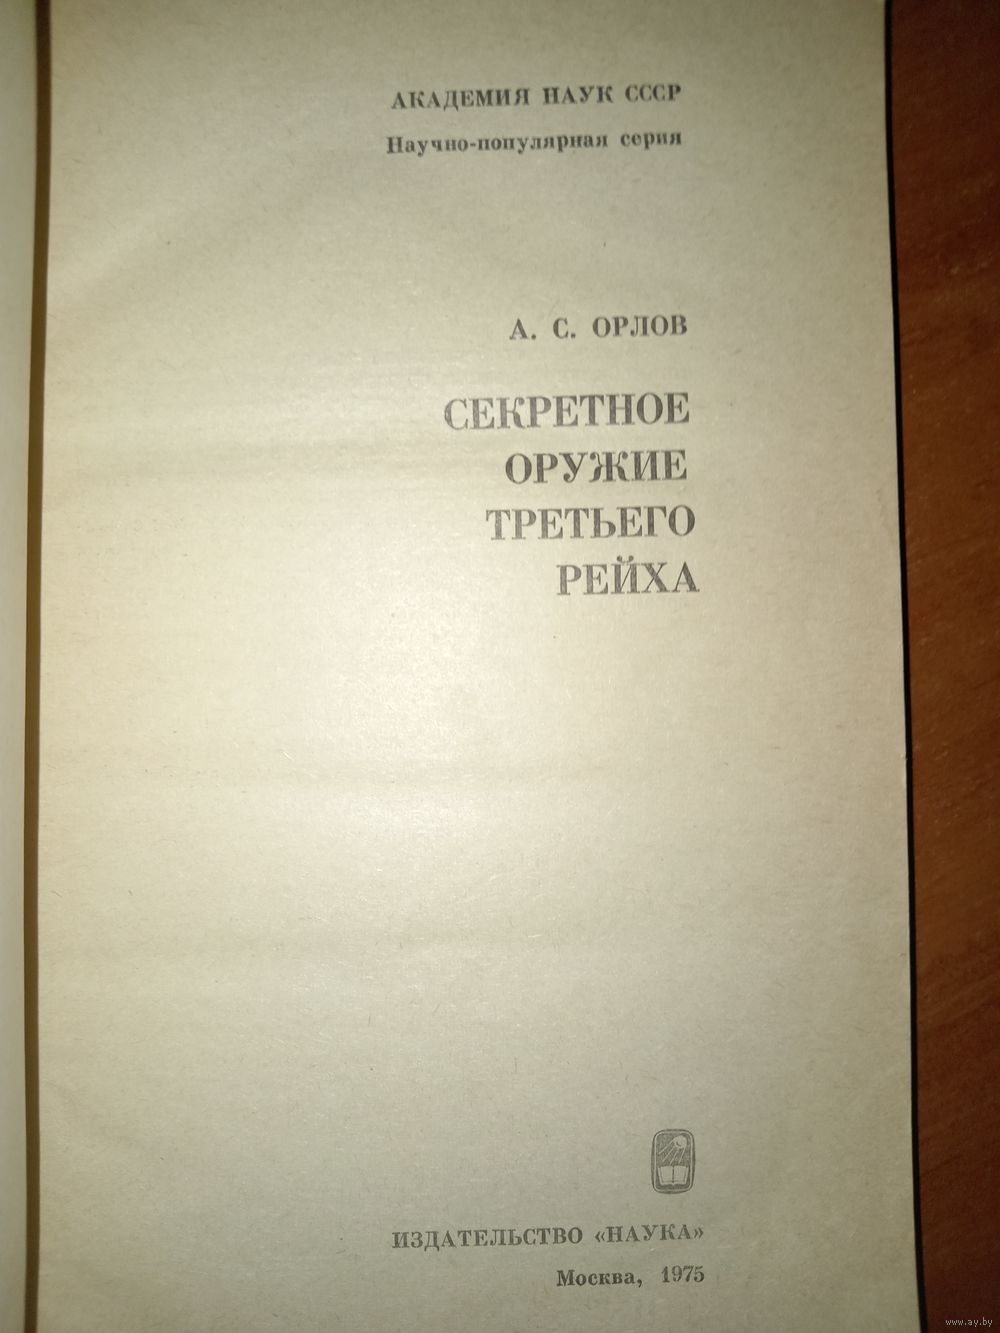 АКАДЕМИЯ НАУК СССР
Научно-популярная серия
А. С. ОРЛОВ
СЕКРЕТНОЕ
ОРУЖИЕ
ТРЕТЬЕГО
РЕЙХА
ИЗДАТЕЛЬСТВО «НАУКА»
Москва, 1975
www.ay.by